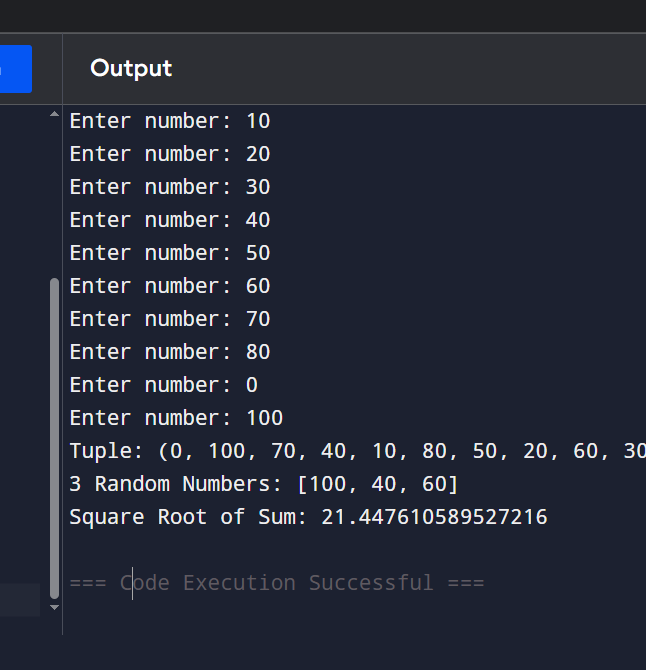 Output
Enter number: 10
Enter number: 20
Enter number: 30
Enter number: 40
Enter number: 50
Enter number: 60
Enter number: 70
Enter number: 80
Enter number: 0
Enter number: 100
Tuple: (0, 100, 70, 40, 10, 80, 50, 20, 60, 30
3 Random Numbers: [100, 40, 60]
Square Root of Sum: 21.447610589527216
=== Code Execution Successful ===